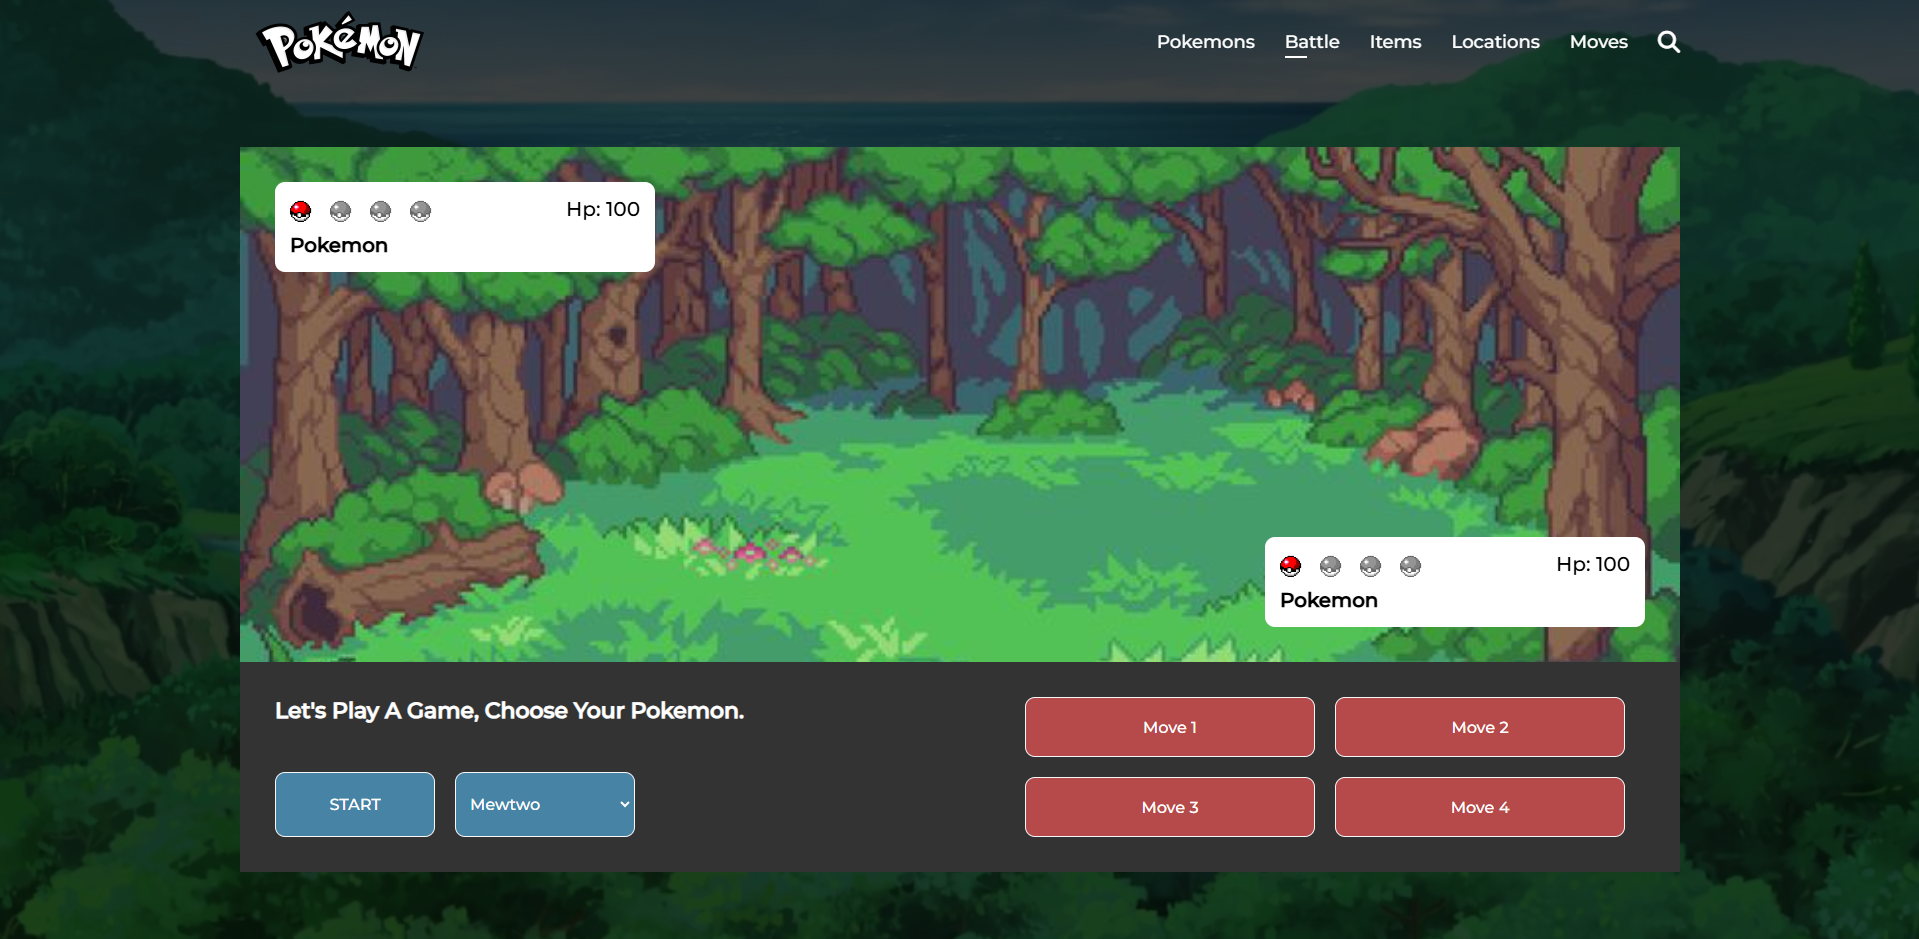 POKéMON
Pokemons Battle Items Locations Moves
Hp: 100
Pokemon
Hp: 100
Pokemon
Let's Play A Game, Choose Your Pokemon.
START
Mewtwo
Move 1
Move 2
Move 3
Move 4